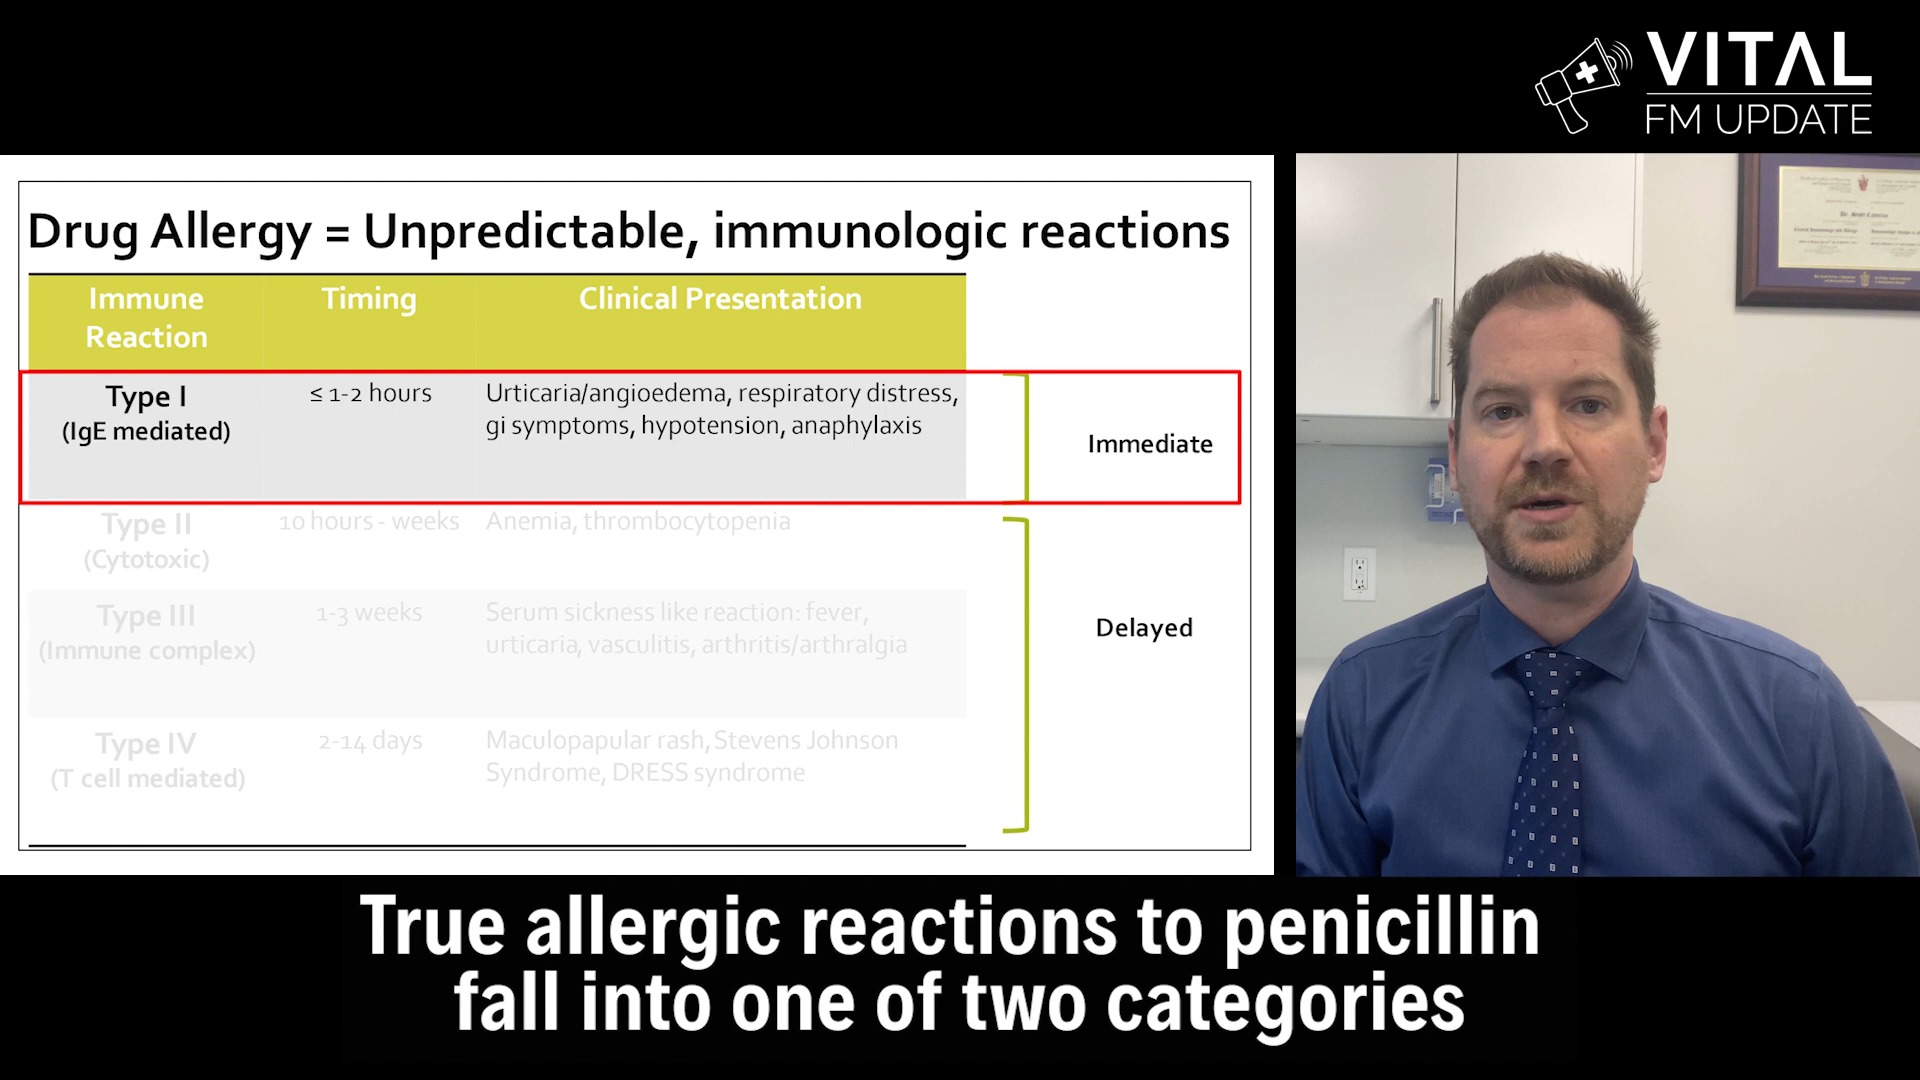 VITAL
FM UPDATE
Drug Allergy = Unpredictable, immunologic reactions
Immune
Reaction
Timing
Clinical Presentation
Type I
(IgE mediated)
≤ 1-2 hours
Urticaria/angioedema, respiratory distress,
gi symptoms, hypotension, anaphylaxis
Immediate
Type II
(Cytotoxic)
10 hours - weeks
Anemia, thrombocytopenia
Type III
(Immune complex)
1-3 weeks
Serum sickness like reaction: fever,
urticaria, vasculitis, arthritis/arthralgia
Delayed
Type IV
(T cell mediated)
2-14 days
Maculopapular rash, Stevens Johnson
Syndrome, DRESS syndrome
True allergic reactions to penicillin
fall into one of two categories